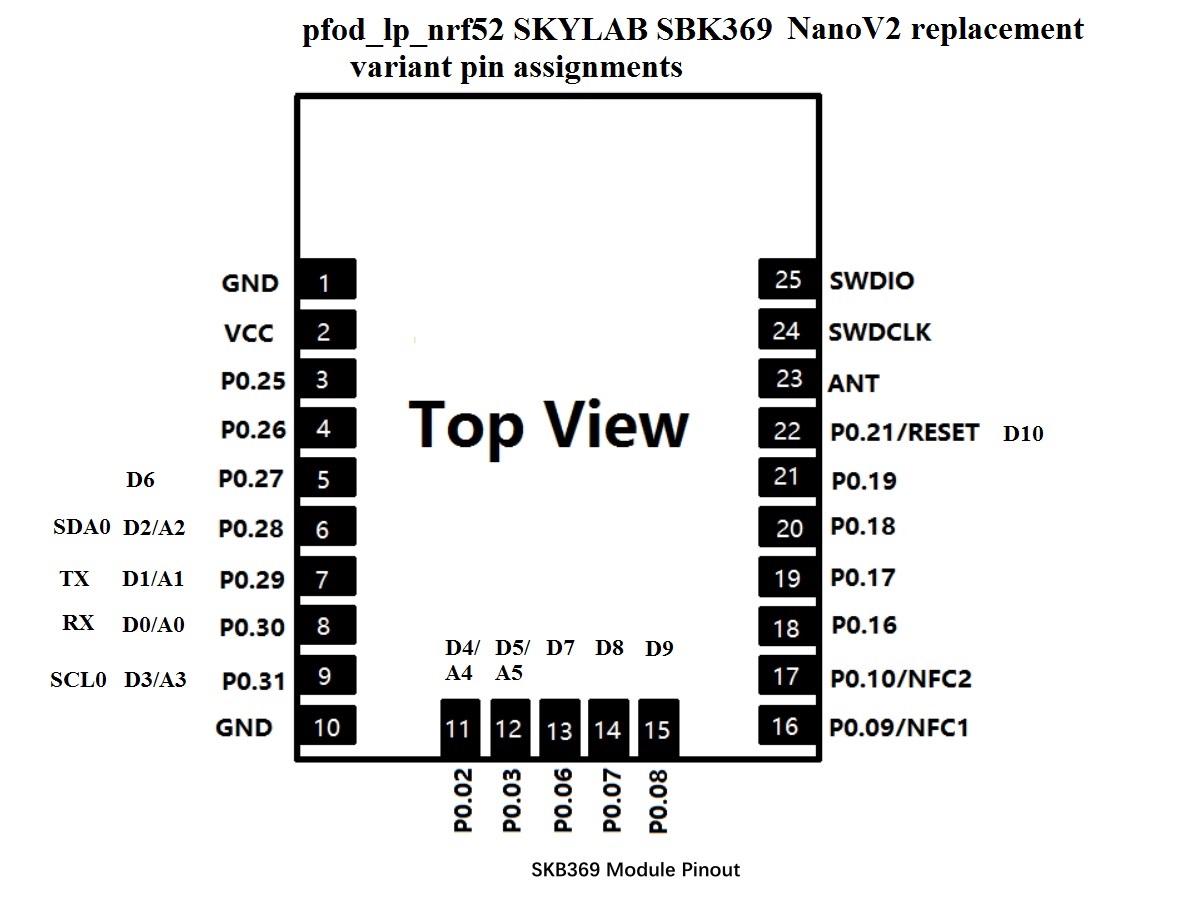 pfod_lp_nrf52 SKYLAB SBK369 NanoV2 replacement
variant pin assignments
GND 1
VCC 2
P0.25 3
P0.26 4
D6 P0.27 5
SDA0 D2/A2 P0.28 6
TX D1/A1 P0.29 7
RX D0/A0 P0.30 8
SCL0 D3/A3 P0.31 9
GND 10
Top View
25 SWDIO
24 SWDCLK
23 ANT
22 P0.21/RESET D10
21 P0.19
20 P0.18
19 P0.17
18 P0.16
17 P0.10/NFC2
16 P0.09/NFC1
D4/ D5/ D7 D8 D9
A4 A5
11 12 13 14 15
P0.02 P0.03 P0.06 P0.07 P0.08
SKB369 Module Pinout